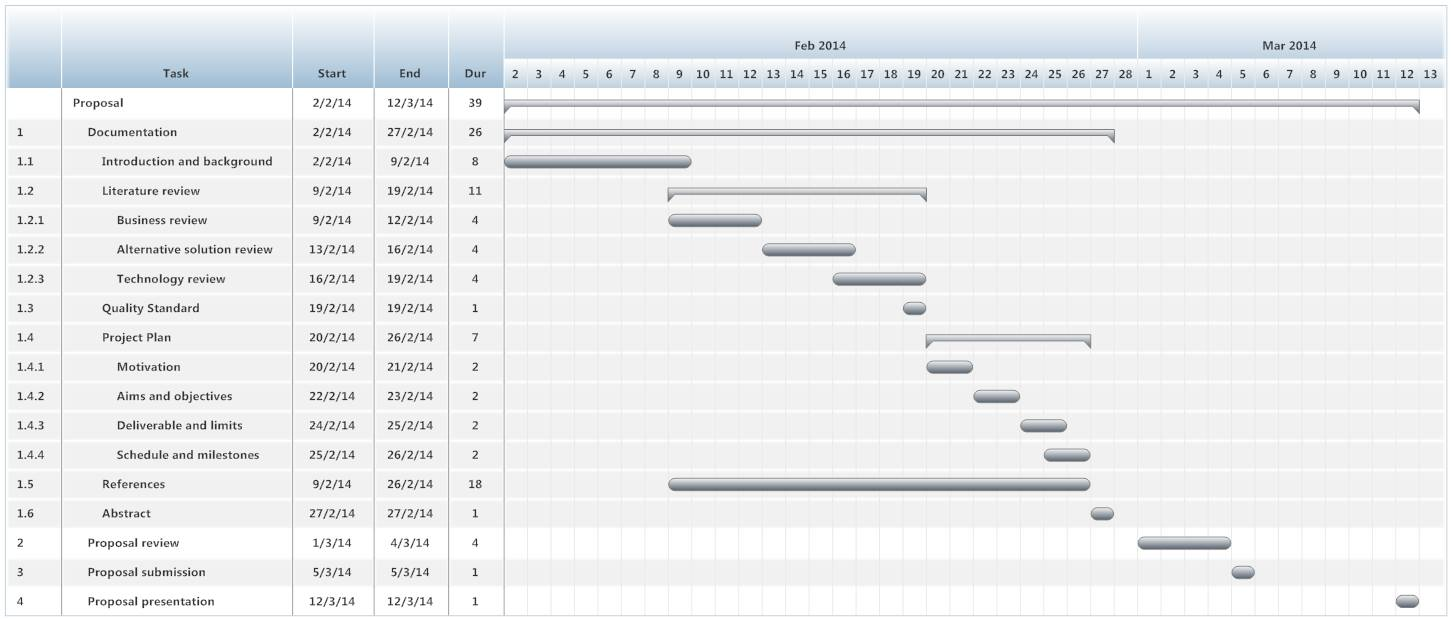 Feb 2014 Mar 2014
Task Start End Dur 2 3 4 5 6 7 8 9 10 11 12 13 14 15 16 17 18 19 20 21 22 23 24 25 26 27 28 1 2 3 4 5 6 7 8 9 10 11 12 13
Proposal 2/2/14 12/3/14 39
1 Documentation 2/2/14 27/2/14 26
1.1 Introduction and background 2/2/14 9/2/14 8
1.2 Literature review 9/2/14 19/2/14 11
1.2.1 Business review 9/2/14 12/2/14 4
1.2.2 Alternative solution review 13/2/14 16/2/14 4
1.2.3 Technology review 16/2/14 19/2/14 4
1.3 Quality Standard 19/2/14 19/2/14 1
1.4 Project Plan 20/2/14 26/2/14 7
1.4.1 Motivation 20/2/14 21/2/14 2
1.4.2 Aims and objectives 22/2/14 23/2/14 2
1.4.3 Deliverable and limits 24/2/14 25/2/14 2
1.4.4 Schedule and milestones 25/2/14 26/2/14 2
1.5 References 9/2/14 26/2/14 18
1.6 Abstract 27/2/14 27/2/14 1
2 Proposal review 1/3/14 4/3/14 4
3 Proposal submission 5/3/14 5/3/14 1
4 Proposal presentation 12/3/14 12/3/14 1